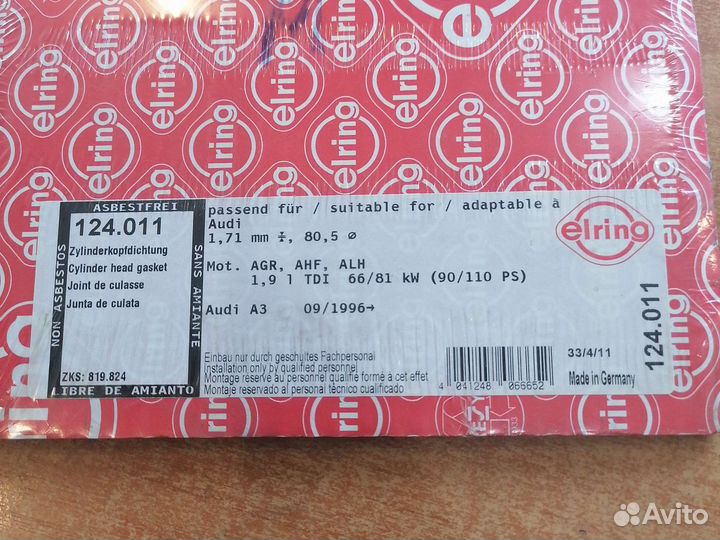 elring
ASBESTFREI
124.011
NON ASBESTOS
SANS AMIANTE
Zylinderkopfdichtung
Cylinder head gasket
Joint de culasse
Junta de culata
ZKS: 819.824
LIBRE DE AMIANTO
passend für / suitable for / adaptable à
Audi
1,71 mm ⌶, 80,5 ⌀
Mot. AGR, AHF, ALH
1,9 l TDI 66/81 kW (90/110 PS)
Audi A3 09/1996→
Einbau nur durch geschultes Fachpersonal
Installation only by qualified personnel
Montage réservé au personnel qualifié formé à cet effet
Montaje reservado al personal técnico cualificado
4 041248 066652
elring
33/4/11
Made in Germany
124.011
Avito